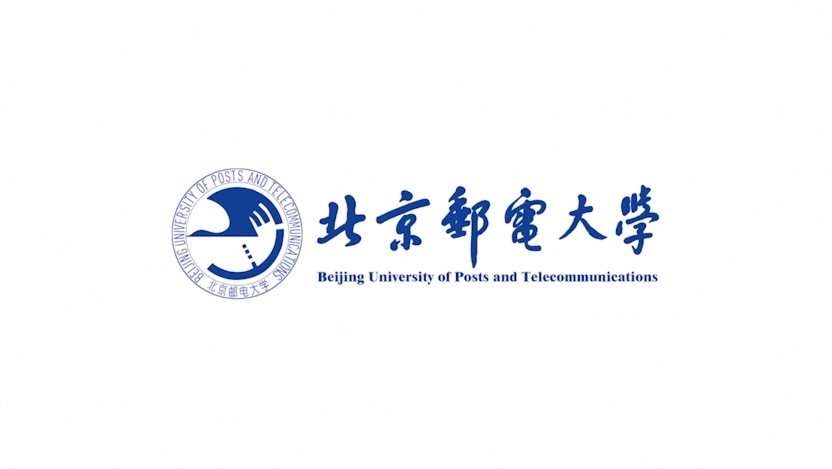 BEIJING UNIVERSITY OF POSTS AND TELECOMMUNICATIONS
北京邮电大学
北京郵電大學
Beijing University of Posts and Telecommunications